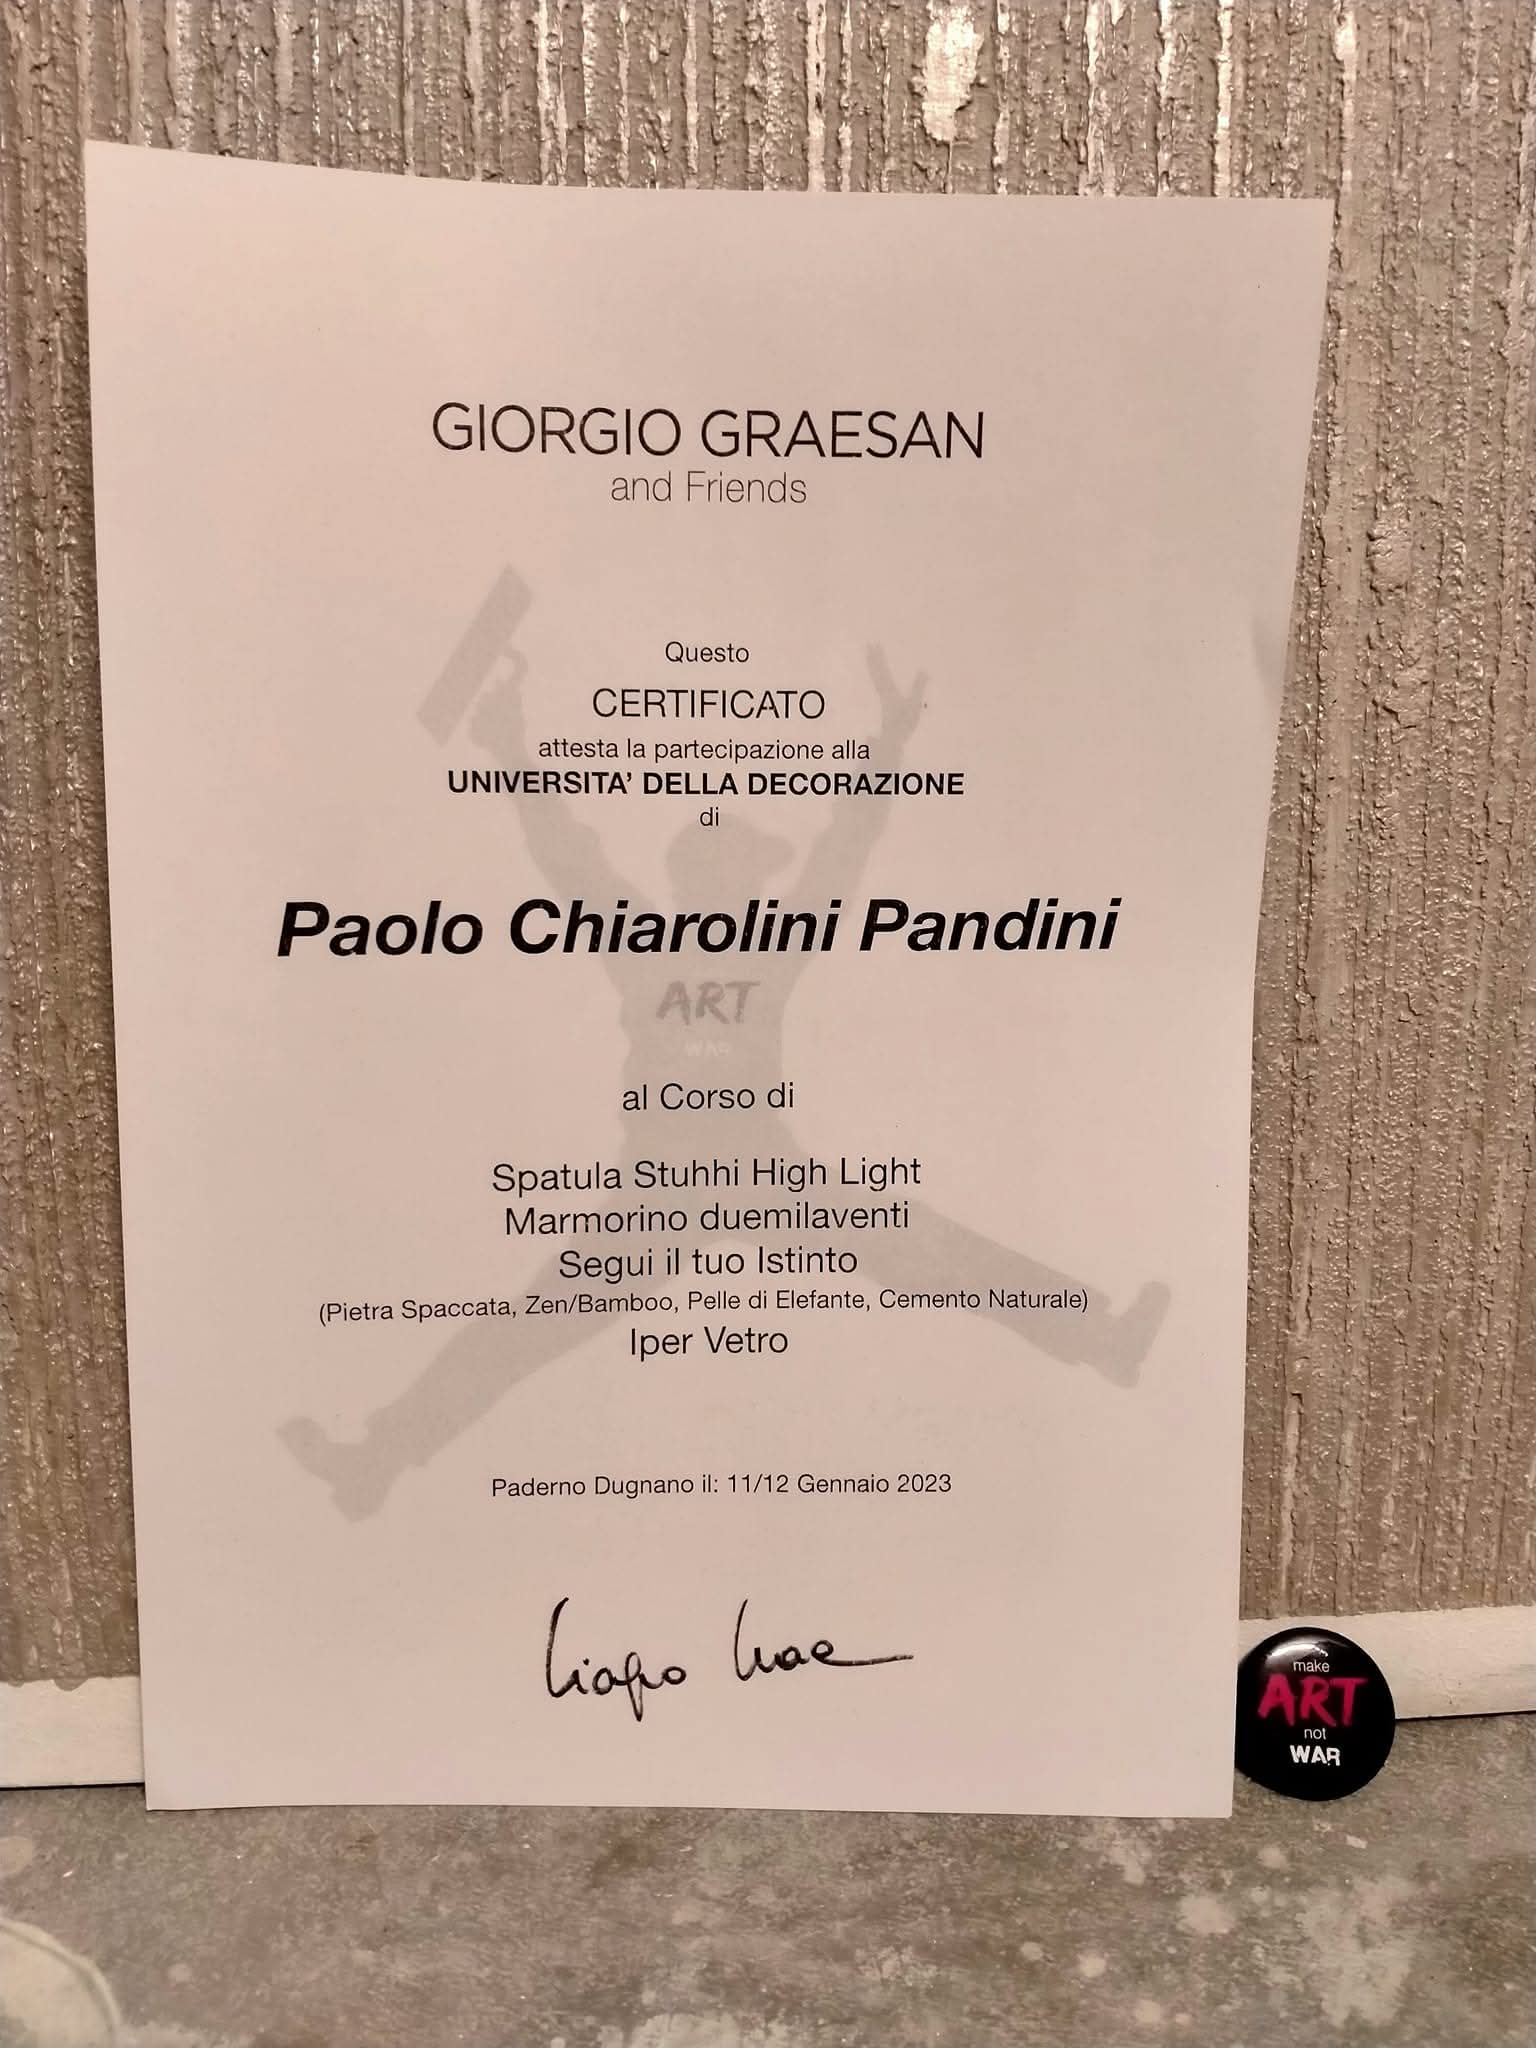 GIORGIO GRAESAN
and Friends
Questo
CERTIFICATO
attesta la partecipazione alla
UNIVERSITA' DELLA DECORAZIONE
di
Paolo Chiarolini Pandini
ART
WAR
al Corso di
Spatula Stuhhi High Light
Marmorino duemilaventi
Segui il tuo Istinto
(Pietra Spaccata, Zen/Bamboo, Pelle di Elefante, Cemento Naturale)
Iper Vetro
Paderno Dugnano il: 11/12 Gennaio 2023
make
ART
not
WAR